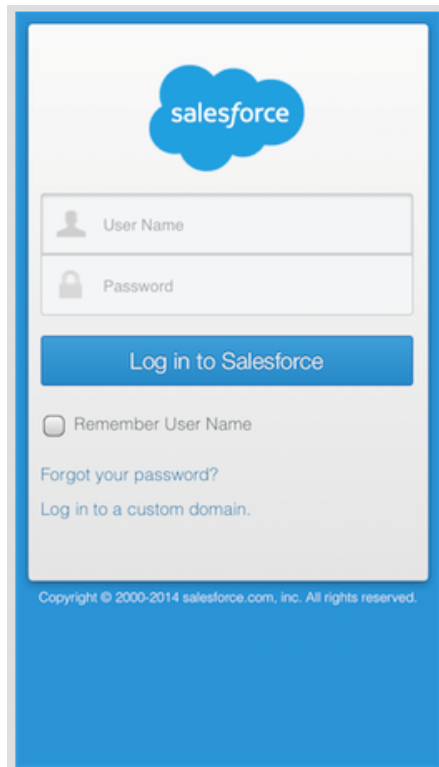 salesforce
User Name
Password
Log in to Salesforce
Remember User Name
Forgot your password?
Log in to a custom domain.
Copyright © 2000-2014 salesforce.com, inc. All rights reserved.